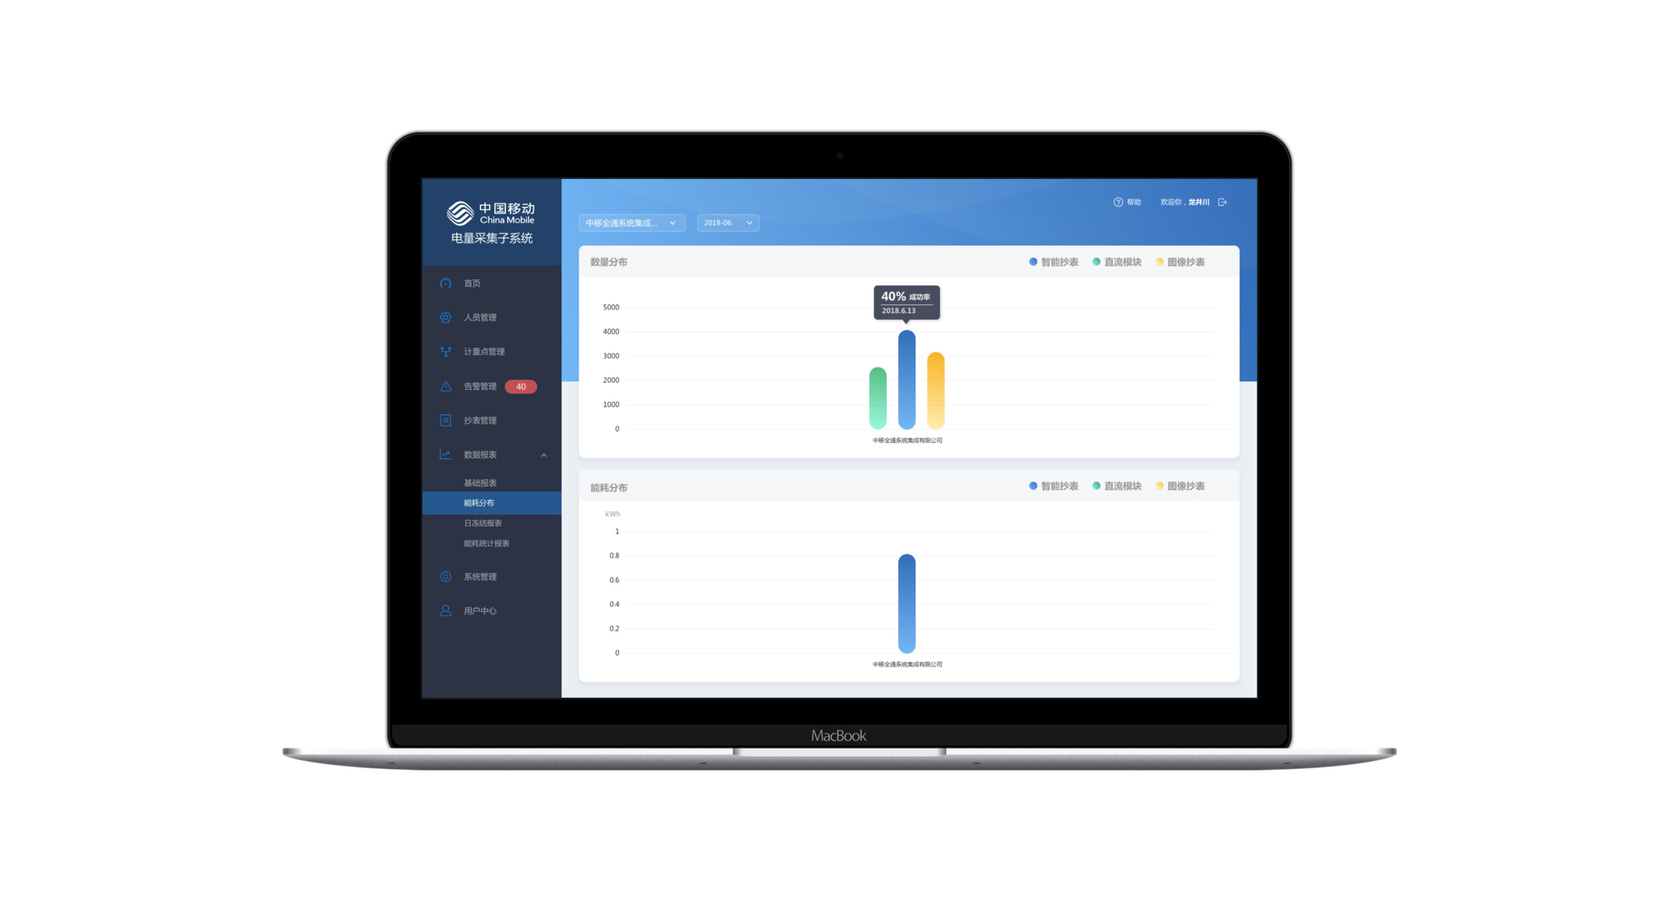 中国移动
China Mobile
电量采集子系统
首页
人员管理
计量点管理
告警管理 40
抄表管理
数据报表
基础报表
能耗分布
日冻结报表
能耗统计报表
系统管理
用户中心
帮助 欢迎你，龙井川
中移全通系统集成... 2018-06
数量分布 智能抄表 直流模块 图像抄表
40% 成功率
2018.6.13
5000
4000
3000
2000
1000
0
中移全通系统集成有限公司
能耗分布 智能抄表 直流模块 图像抄表
kWh
1
0.8
0.6
0.4
0.2
0
中移全通系统集成有限公司
MacBook